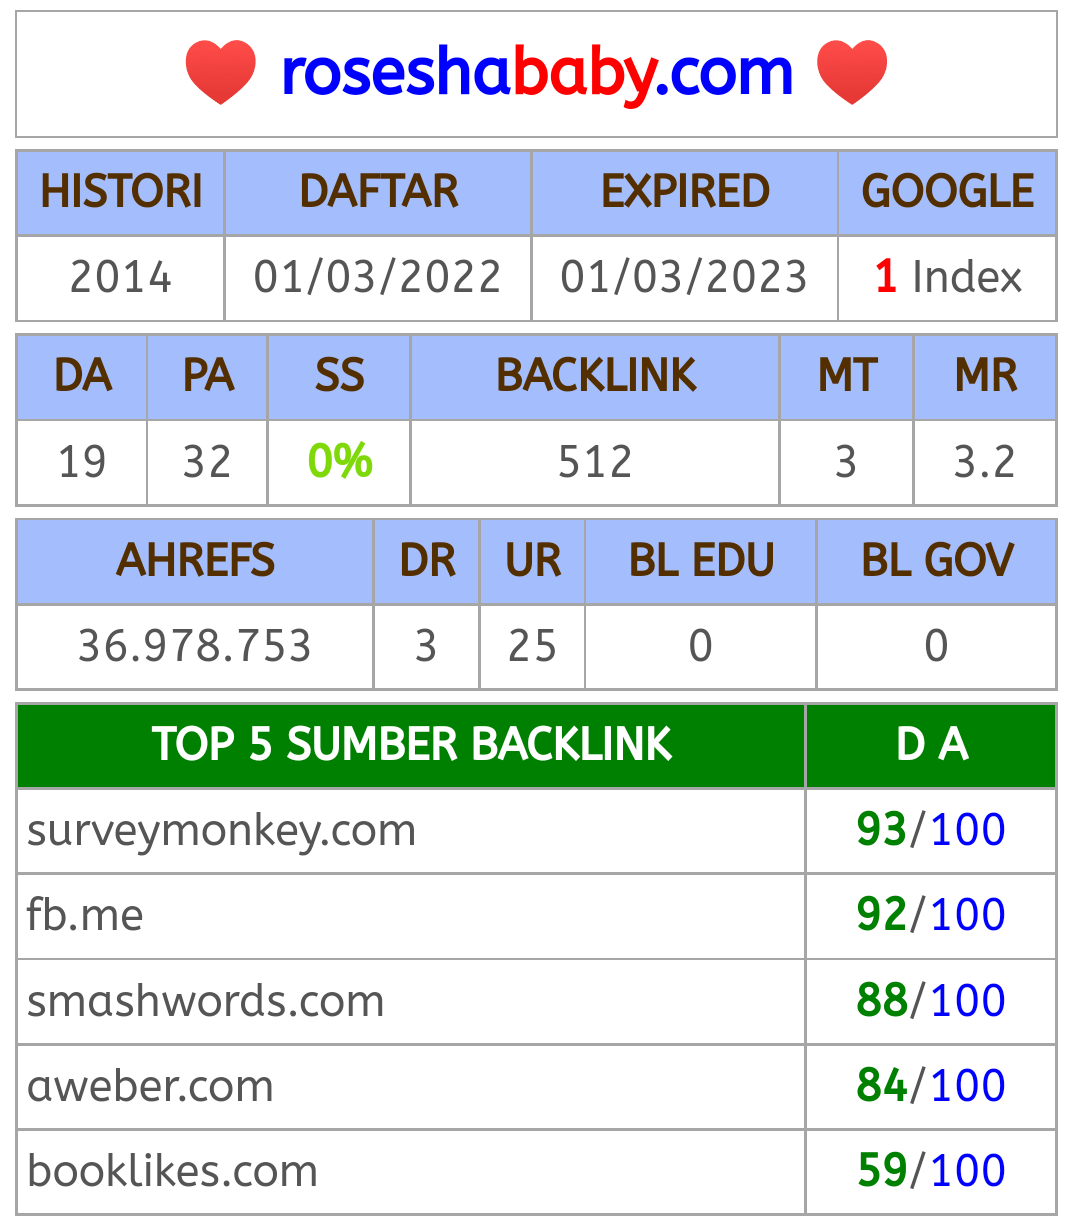 roseshababy.com
HISTORI DAFTAR EXPIRED GOOGLE
2014 01/03/2022 01/03/2023 1 Index
DA PA SS BACKLINK MT MR
19 32 0% 512 3 3.2
AHREFS DR UR BL EDU BL GOV
36.978.753 3 25 0 0
TOP 5 SUMBER BACKLINK D A
surveymonkey.com 93/100
fb.me 92/100
smashwords.com 88/100
aweber.com 84/100
booklikes.com 59/100